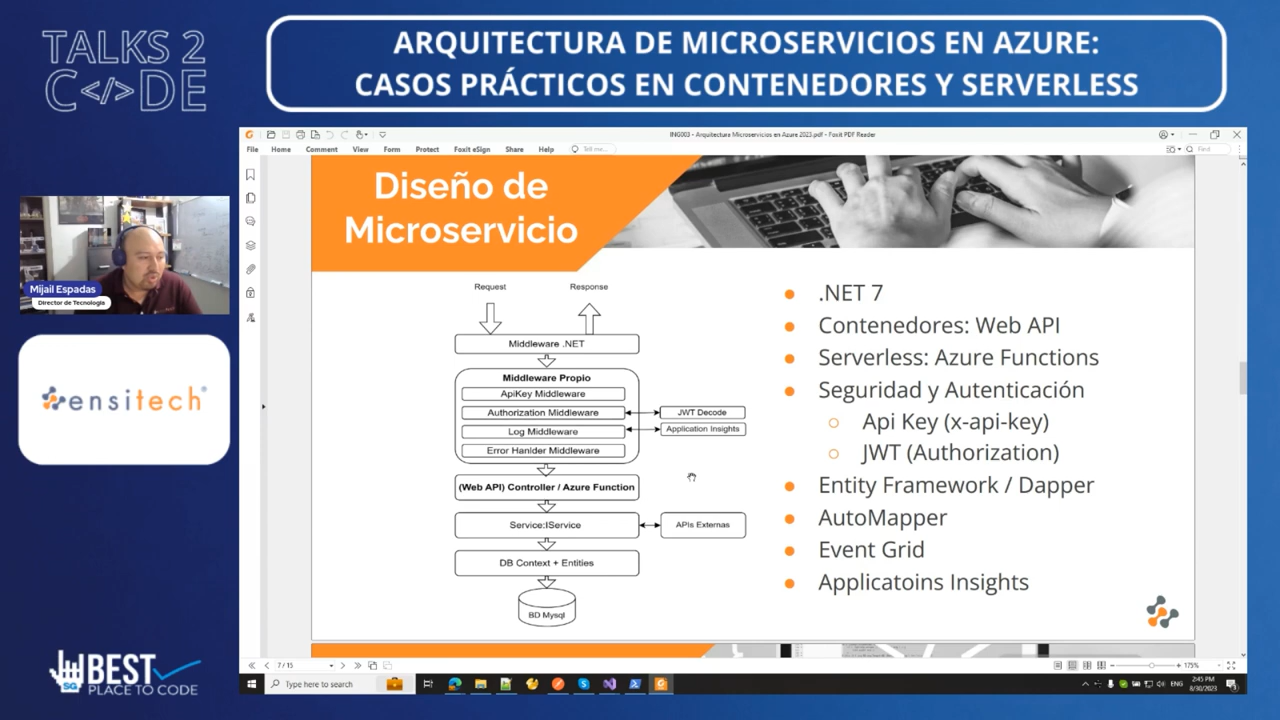 TALKS 2
C</>DE
ARQUITECTURA DE MICROSERVICIOS EN AZURE:
CASOS PRÁCTICOS EN CONTENEDORES Y SERVERLESS
ING003 - Arquitectura Microservicios en Azure 2023.pdf - Foxit PDF Reader
File Home Comment View Form Protect Foxit eSign Share Help Tell me... Find
Diseño de
Microservicio
Mijail Espadas
Director de Tecnología
ensitech®
Request Response
Middleware .NET
Middleware Propio
ApiKey Middleware
Authorization Middleware
JWT Decode
Log Middleware
Application Insights
Error Hanlder Middleware
(Web API) Controller / Azure Function
Service:IService
APIs Externas
DB Context + Entities
BD Mysql
.NET 7
Contenedores: Web API
Serverless: Azure Functions
Seguridad y Autenticación
Api Key (x-api-key)
JWT (Authorization)
Entity Framework / Dapper
AutoMapper
Event Grid
Applicatoins Insights
7 / 15
175%
SG BEST
PLACE TO CODE
Type here to search
ENG
2:45 PM
8/30/2023